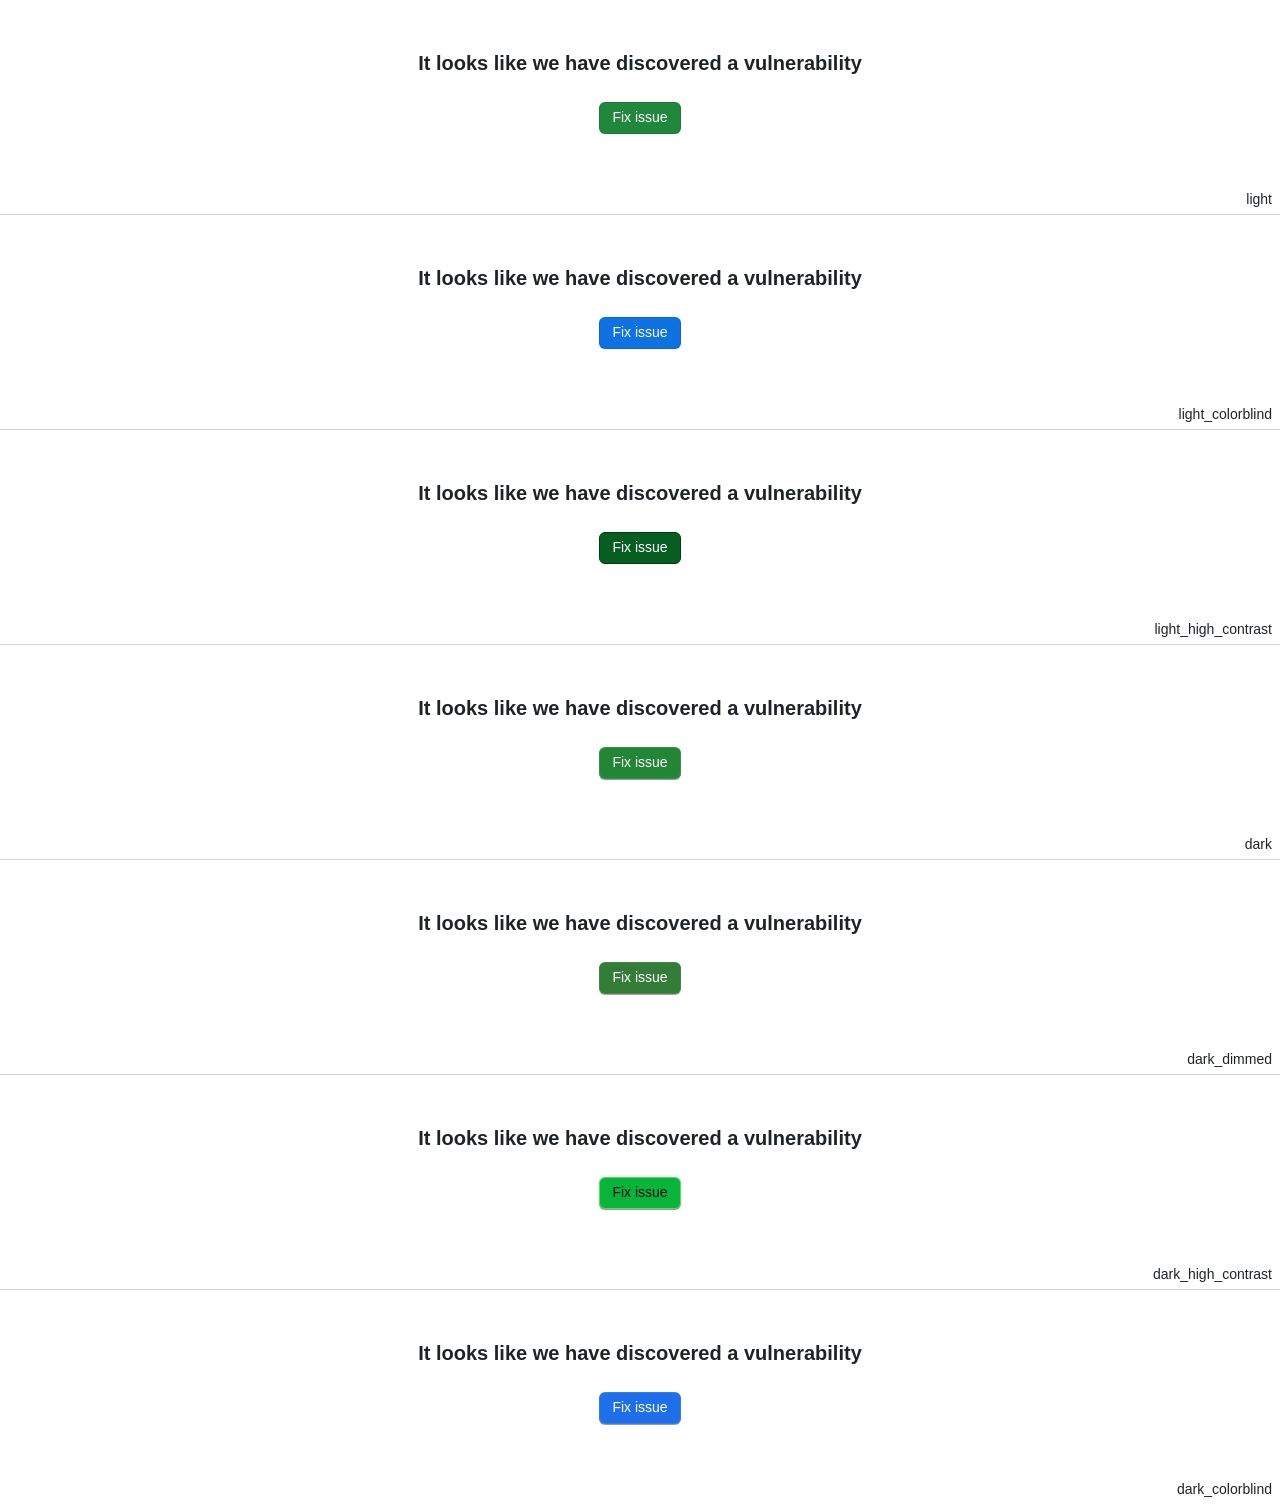 It looks like we have discovered a vulnerability
Fix issue
light
It looks like we have discovered a vulnerability
Fix issue
light_colorblind
It looks like we have discovered a vulnerability
Fix issue
light_high_contrast
It looks like we have discovered a vulnerability
Fix issue
dark
It looks like we have discovered a vulnerability
Fix issue
dark_dimmed
It looks like we have discovered a vulnerability
Fix issue
dark_high_contrast
It looks like we have discovered a vulnerability
Fix issue
dark_colorblind